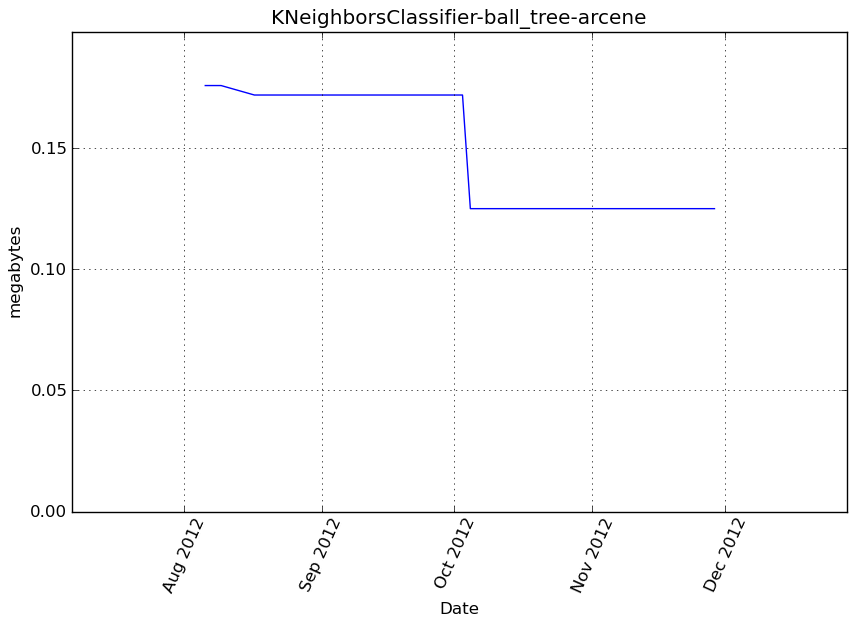 KNeighborsClassifier-ball_tree-arcene
megabytes
0.15
0.10
0.05
0.00
Aug 2012
Sep 2012
Oct 2012
Nov 2012
Dec 2012
Date